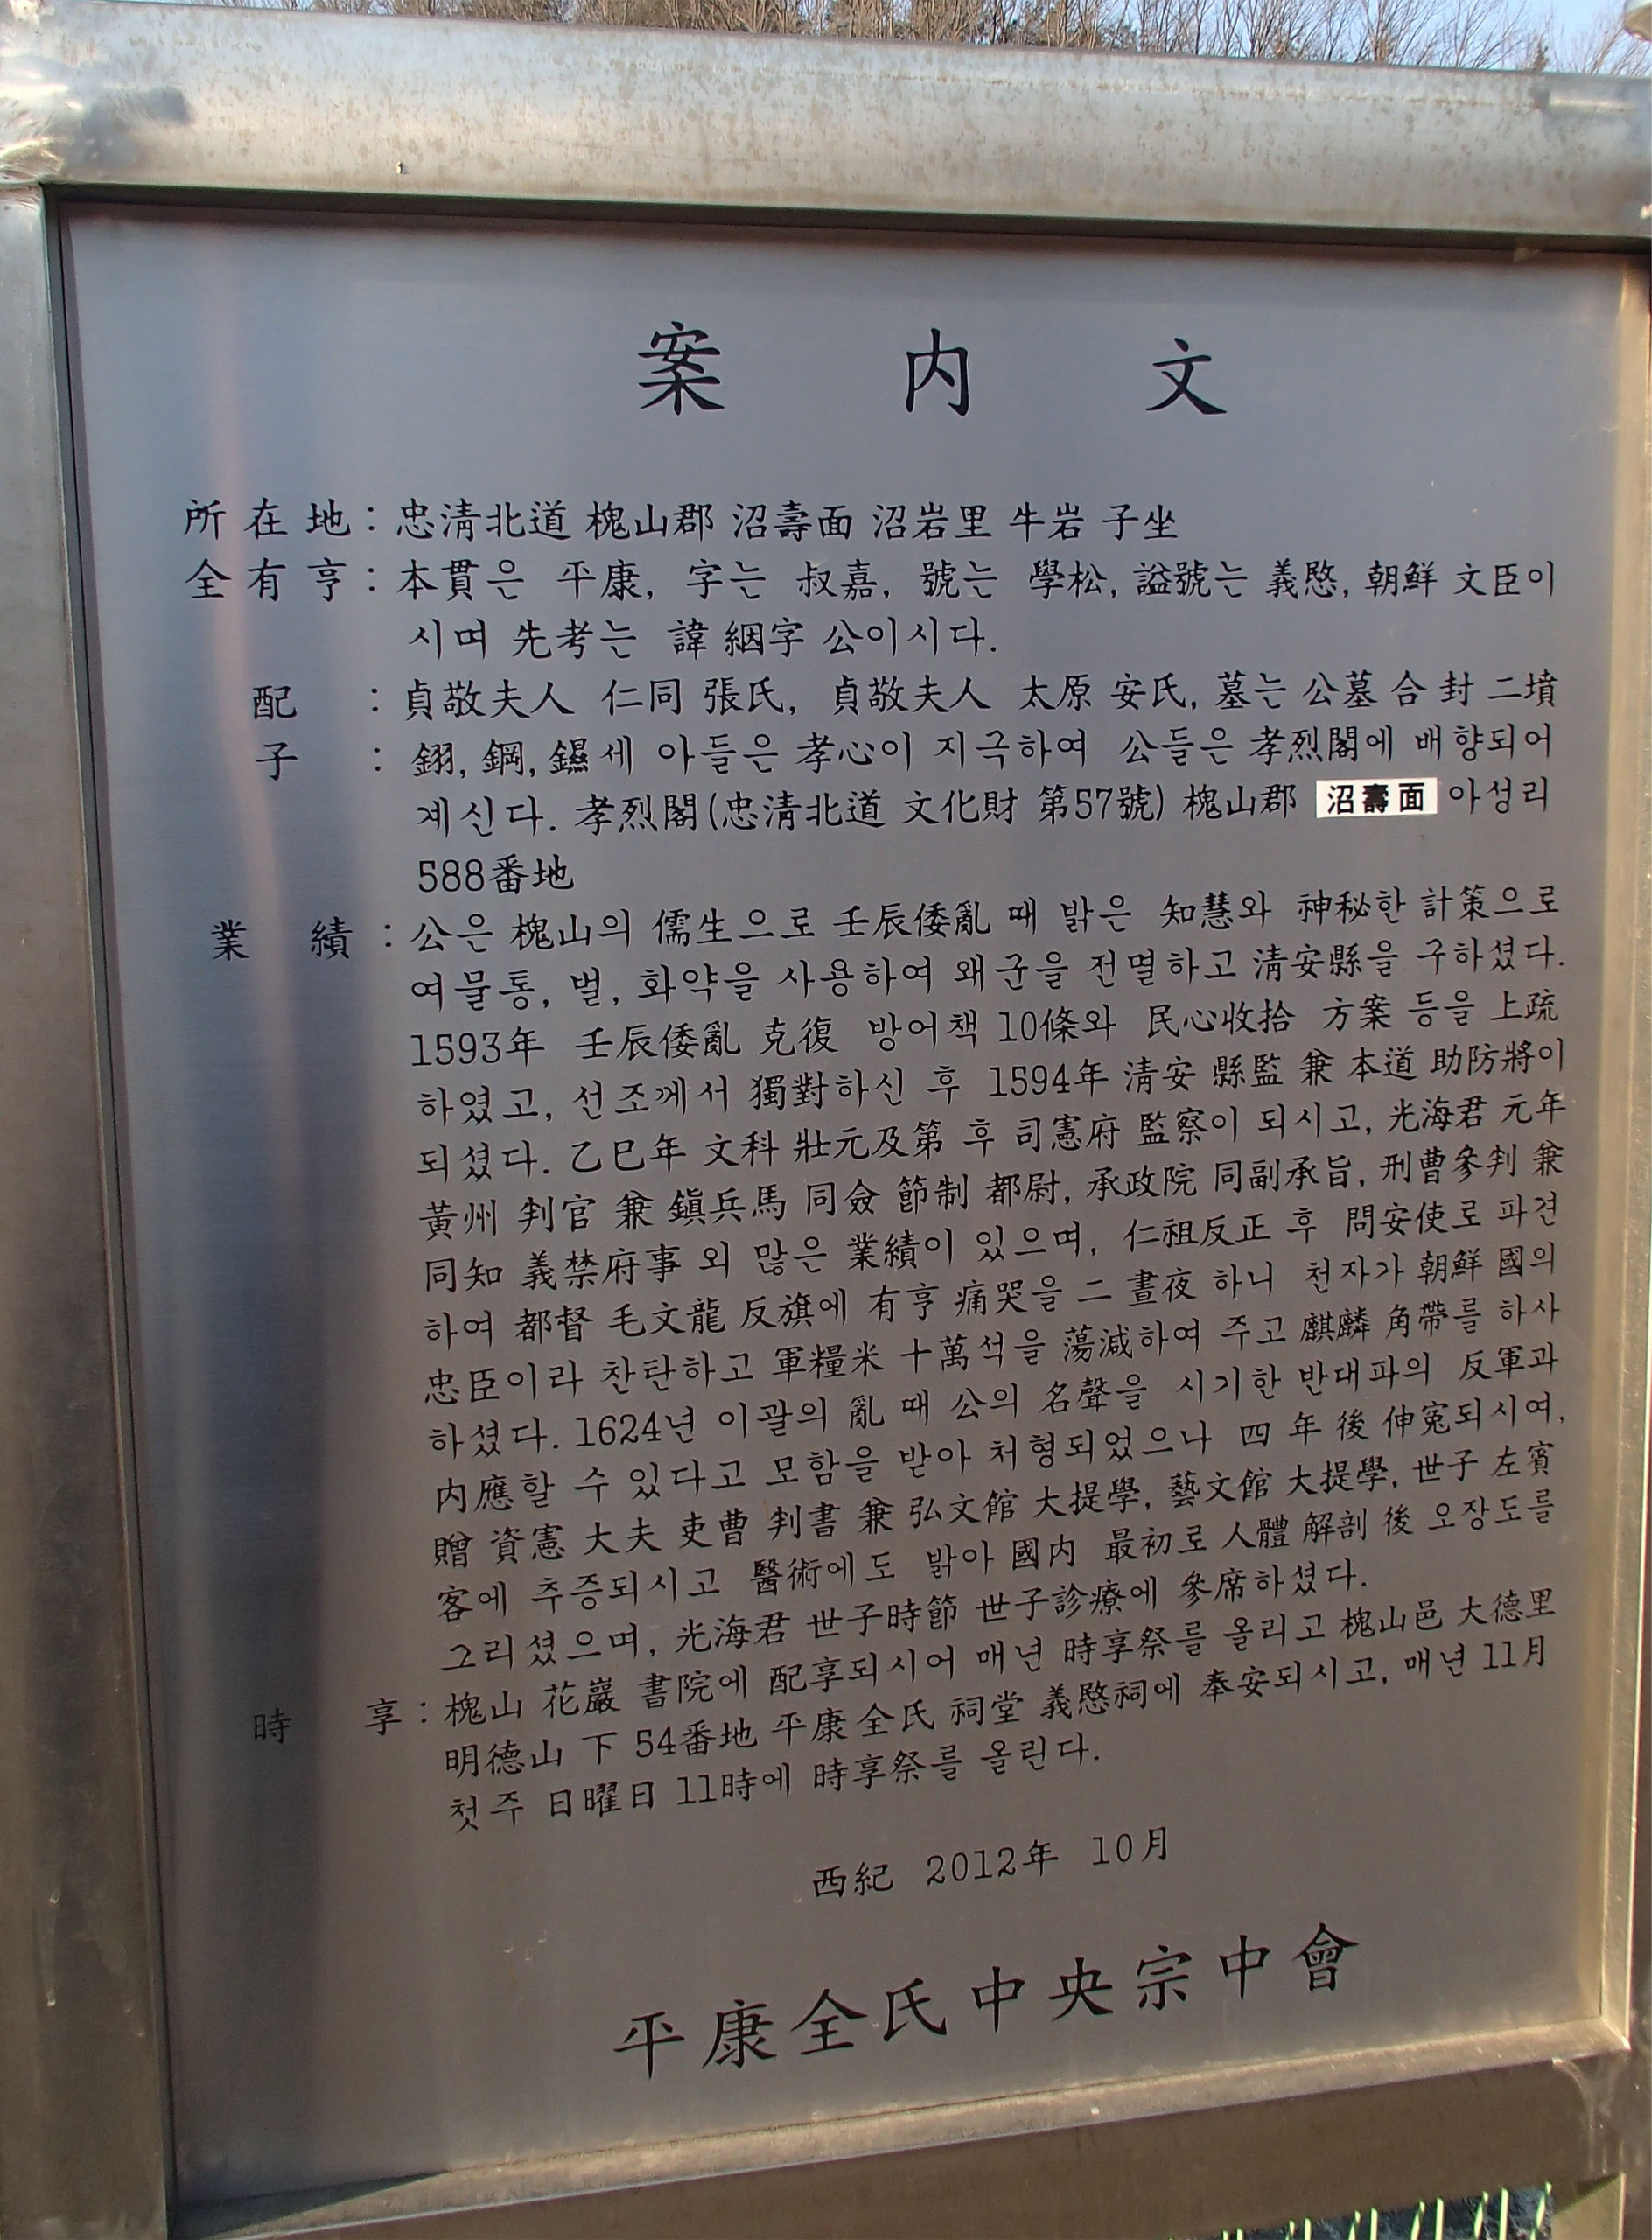 案內文
所在地 : 忠淸北道 槐山郡 沼壽面 沼岩里 牛岩 子坐
全有亨 : 本貫은 平康, 字는 叔嘉, 號는 學松, 謚號는 義愍, 朝鮮 文臣이
시며 先考는 諱 絪字 公이시다.
配 : 貞敬夫人 仁同 張氏, 貞敬夫人 太原 安氏, 墓는 公墓 合 封 二墳
子 : 鋼, 세 아들은 孝心이 지극하여 公들은 孝烈閣에 배향되어
계신다. 孝烈閣(忠淸北道 文化財 第57號) 槐山郡 沼壽面 아성리
588番地
業績 : 公은 槐山의 儒生으로 壬辰倭亂 때 밝은 知慧와 神秘한 計策으로
여물통, 벌, 화약을 사용하여 왜군을 전멸하고 淸安縣을 구하셨다.
1593年 壬辰倭亂 克復 방어책 10條와 民心收拾 方案 등을 上疏
하였고, 선조께서 獨對하신 후 1594年 淸安 縣監 兼 本道 助防將이
되셨다. 乙巳年 文科 壯元及第 후 司憲府 監察이 되시고, 光海君 元年
黃州 判官 兼 鎭兵馬 同僉 節制 都尉, 承政院 同副承旨, 刑曹參判 兼
同知 義禁府事 외 많은 業績이 있으며, 仁祖反正 후 問安使로 파견
하여 都督 毛文龍 反旗에 有亨 痛哭을 二 晝夜 하니 천자가 朝鮮 國의
忠臣이라 찬탄하고 軍糧米 十萬석을 蕩減하여 주고 麒麟 角帶를 하사
하셨다. 1624년 이괄의 亂 때 公의 名聲을 시기한 반대파의 反軍과
內應할 수 있다고 모함을 받아 처형되었으나 四 年 後 伸寃되시여,
贈 資憲 大夫 吏曹 判書 兼 弘文館 大提學, 藝文館 大提學, 世子 左賓
客에 추증되시고 醫術에도 밝아 國內 最初로 人體 解剖 後 오장도를
그리셨으며, 光海君 世子時節 世子診療에 參席하셨다.
時享 : 槐山 花巖 書院에 配享되시어 매년 時享祭를 올리고 槐山邑 大德里
明德山 下 54番地 平康 全氏 祠堂 義愍祠에 奉安되시고, 매년 11月
첫주 日曜日 11時에 時享祭를 올린다.
西紀 2012年 10月
平康全氏中央宗中會